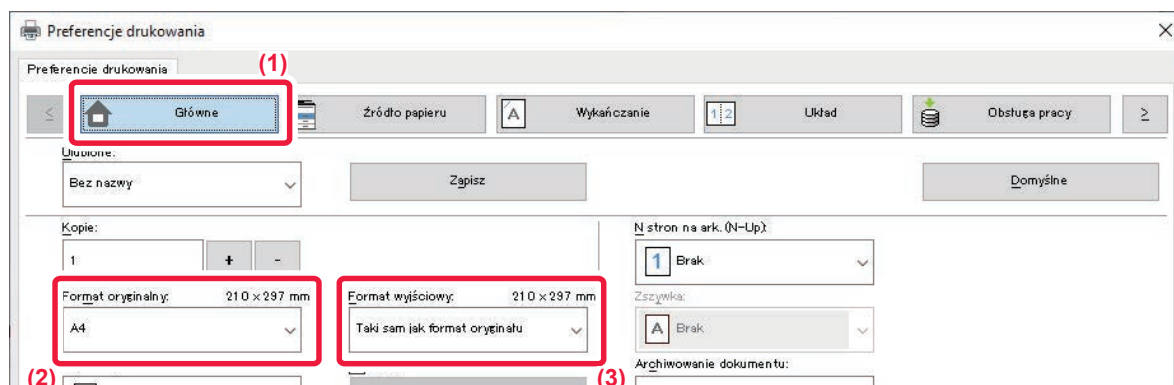 Preferencje drukowania
Preferencje drukowania
(1)
Główne
Źródło papieru
Wykańczanie
Układ
Obsługa pracy
Ulubione:
Bez nazwy
Zapisz
Domyślne
Kopie:
N stron na ark. (N-Up):
1
+
-
1
Brak
Format oryginalny:
210 x 297 mm
Format wyjściowy:
210 x 297 mm
Zszywka:
A4
Taki sam jak format oryginału
A
Brak
Archiwowanie dokumentu:
(2)
(3)